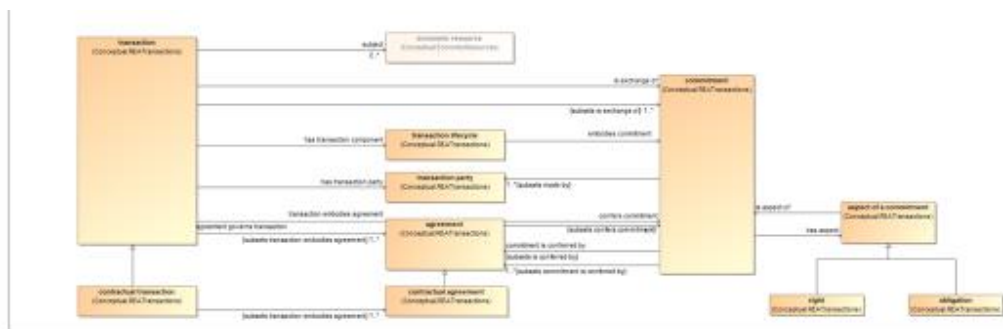 transaction
(Conceptual.REATransactions)
economic resource
subject
1..*
is exchange of
commitment
(Conceptual.REATransactions)
{subsets is exchange of} 1..*
has transaction component
transaction lifecycle
(Conceptual.REATransactions)
embodies commitment
has transaction party
transaction party
(Conceptual.REATransactions)
1..*{subsets made by}
transaction embodies agreement
agreement governs transaction
{subsets transaction embodies agreement} 1..*
agreement
(Conceptual.REATransactions)
confers commitment
{subsets confers commitment}
commitment is conferred by
{subsets is conferred by}
1..*{subsets commitment is conferred by}
is aspect of
has aspect
aspect of a commitment
(Conceptual.REATransactions)
contractual transaction
(Conceptual.REATransactions)
{subsets transaction embodies agreement} 1..*
contractual agreement
(Conceptual.REATransactions)
right
(Conceptual.REATransactions)
obligation
(Conceptual.REATransactions)